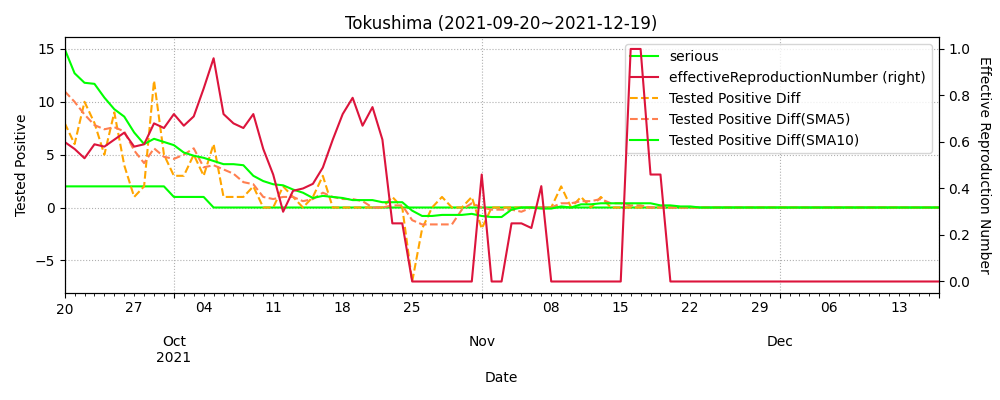 Tokushima (2021-09-20~2021-12-19)
15
10
5
0
−5
Tested Positive
serious
effectiveReproductionNumber (right)
Tested Positive Diff
Tested Positive Diff(SMA5)
Tested Positive Diff(SMA10)
1.0
0.8
0.6
0.4
0.2
0.0
Effective Reproduction Number
20 27 04 11 18 25 08 15 22 29 06 13
Oct Nov Dec
2021
Date